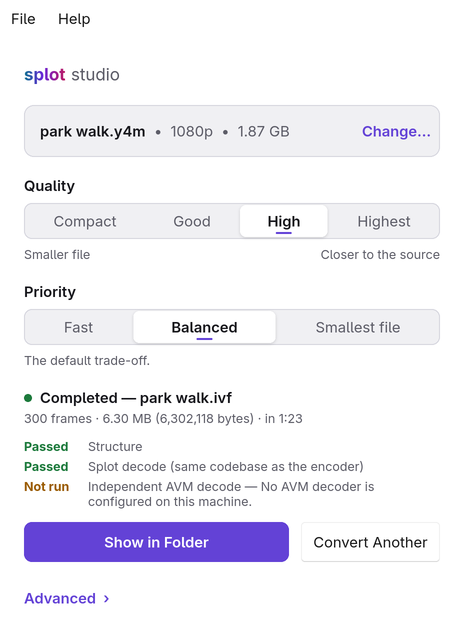 File Help
splot studio
park walk.y4m • 1080p • 1.87 GB Change...
Quality
Compact Good High Highest
Smaller file Closer to the source
Priority
Fast Balanced Smallest file
The default trade-off.
Completed — park walk.ivf
300 frames · 6.30 MB (6,302,118 bytes) · in 1:23
Passed Structure
Passed Splot decode (same codebase as the encoder)
Not run Independent AVM decode — No AVM decoder is
configured on this machine.
Show in Folder Convert Another
Advanced ›